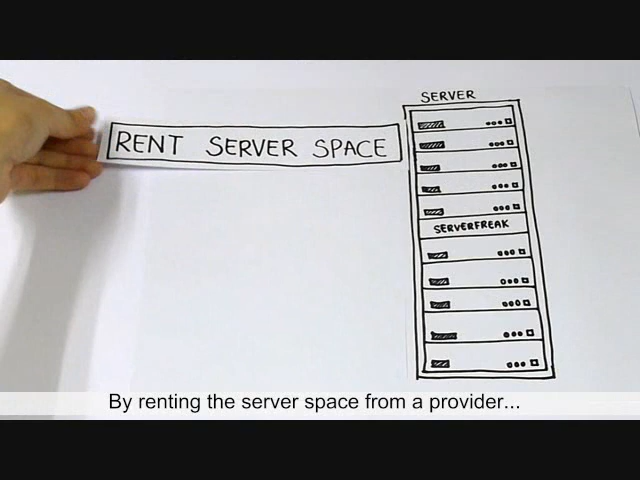 SERVER
RENT SERVER SPACE
SERVERFREAK
By renting the server space from a provider...